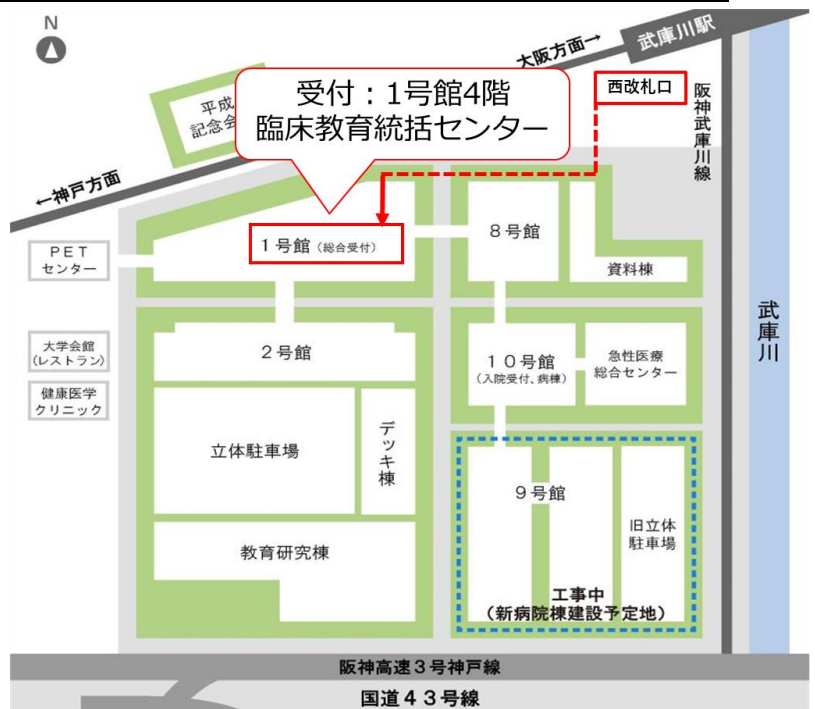 N
大阪方面→
武庫川駅
西改札口
阪神武庫川線
平成
記念会
受付：1号館4階
臨床教育統括センター
←神戸方面
1号館（総合受付）
8号館
資料棟
PET
センター
武庫川
大学会館
(レストラン)
2号館
10号館
（入院受付、病棟）
急性医療
総合センター
健康医学
クリニック
立体駐車場
デッキ棟
9号館
旧立体
駐車場
教育研究棟
工事中
（新病院棟建設予定地）
阪神高速3号神戸線
国道43号線